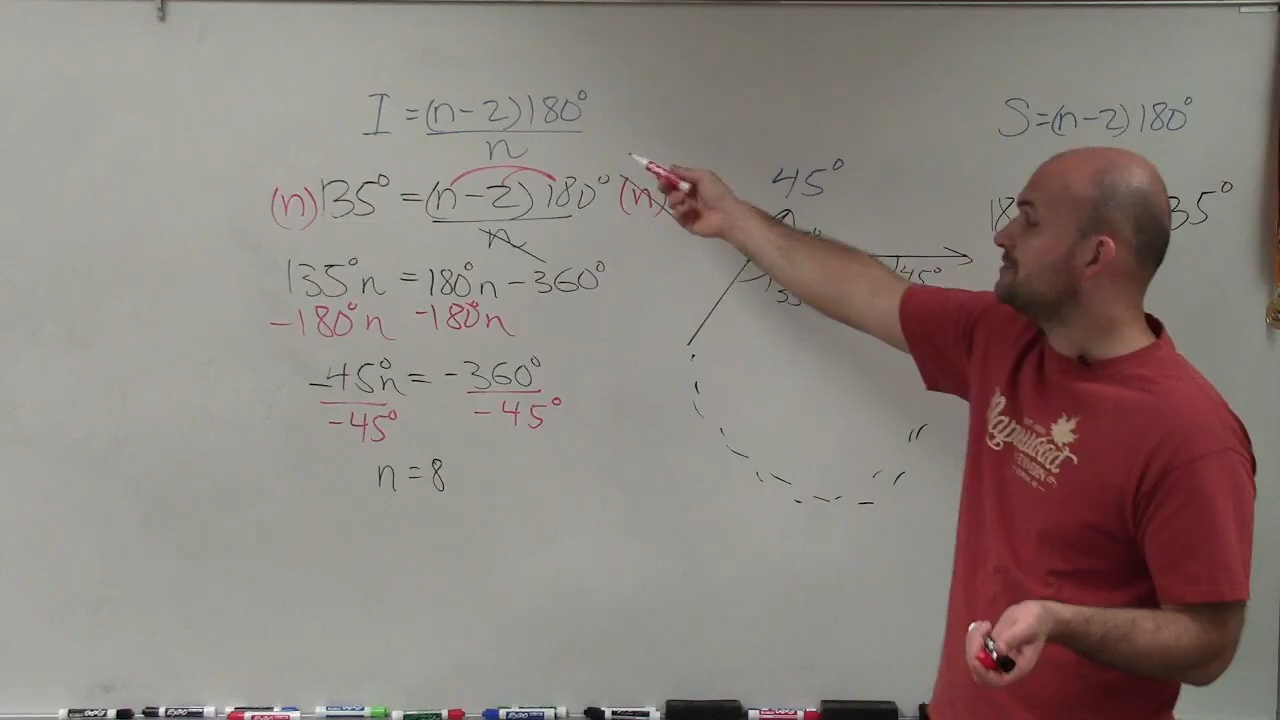 I = (n-2)180°
n
(n)135° = (n-2)180°(n)
n
135°n = 180°n - 360°
-180°n -180°n
-45°n = -360°
-45° -45°
n = 8
45°
45°
S=(n-2)180°
35°